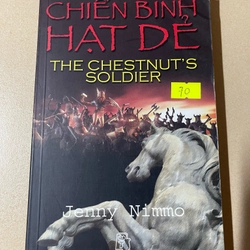 CHIẾN BINH
HẠT DẺ
THE CHESTNUT'S
SOLDIER
70
Jenny Nimmo